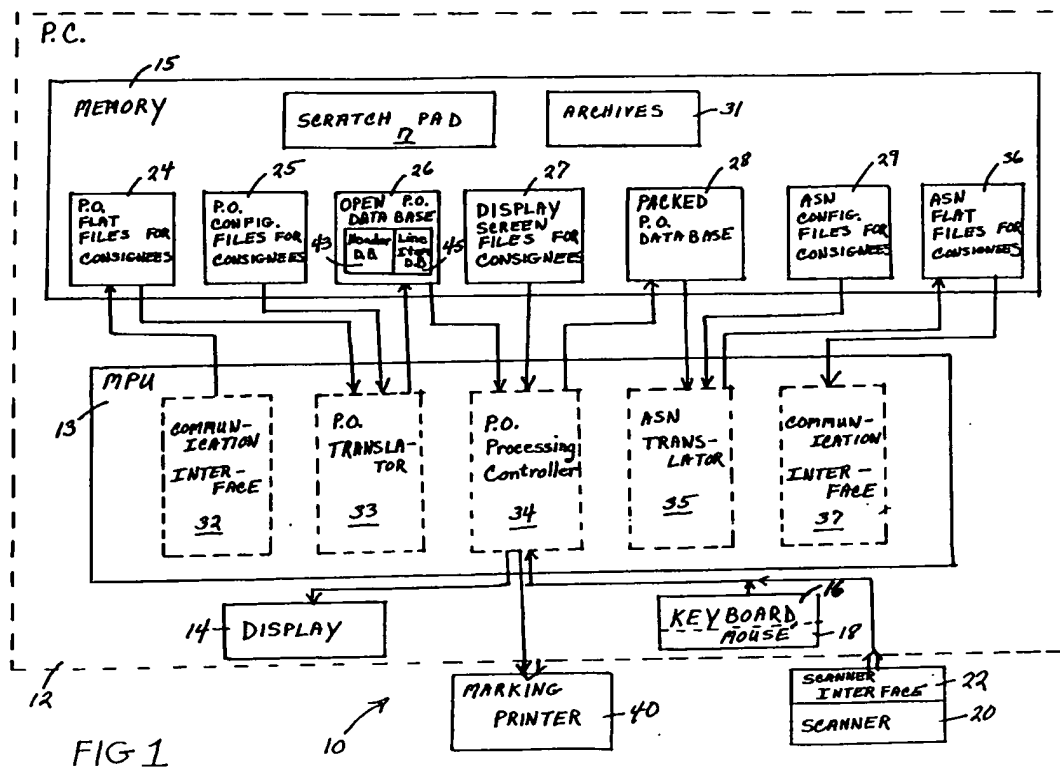 P.C.
15
MEMORY
SCRATCH PAD
ARCHIVES
31
24
P.O.
FLAT
FILES FOR
CONSIGNEES
25
P.O.
CONFIG.
FILES FOR
CONSIGNEES
26
OPEN P.O.
DATA BASE
43
Header
DB
Line
Item
DB
45
27
DISPLAY
SCREEN
FILES FOR
CONSIGNEES
28
PACKED
P.O.
DATABASE
29
ASN
CONFIG.
FILES FOR
CONSIGNEES
36
ASN
FLAT
FILES FOR
CONSIGNEES
MPU
13
COMMUN-
ICATION
INTER-
FACE
32
P.O.
TRANSLA-
TOR
33
P.O.
Processing
Controller
34
ASN
TRANS-
LATOR
35
COMMUN-
ICATION
INTER-
FACE
37
14
DISPLAY
KEYBOARD
16
MOUSE
18
12
10
MARKING
PRINTER
40
SCANNER
INTERFACE
22
SCANNER
20
FIG 1